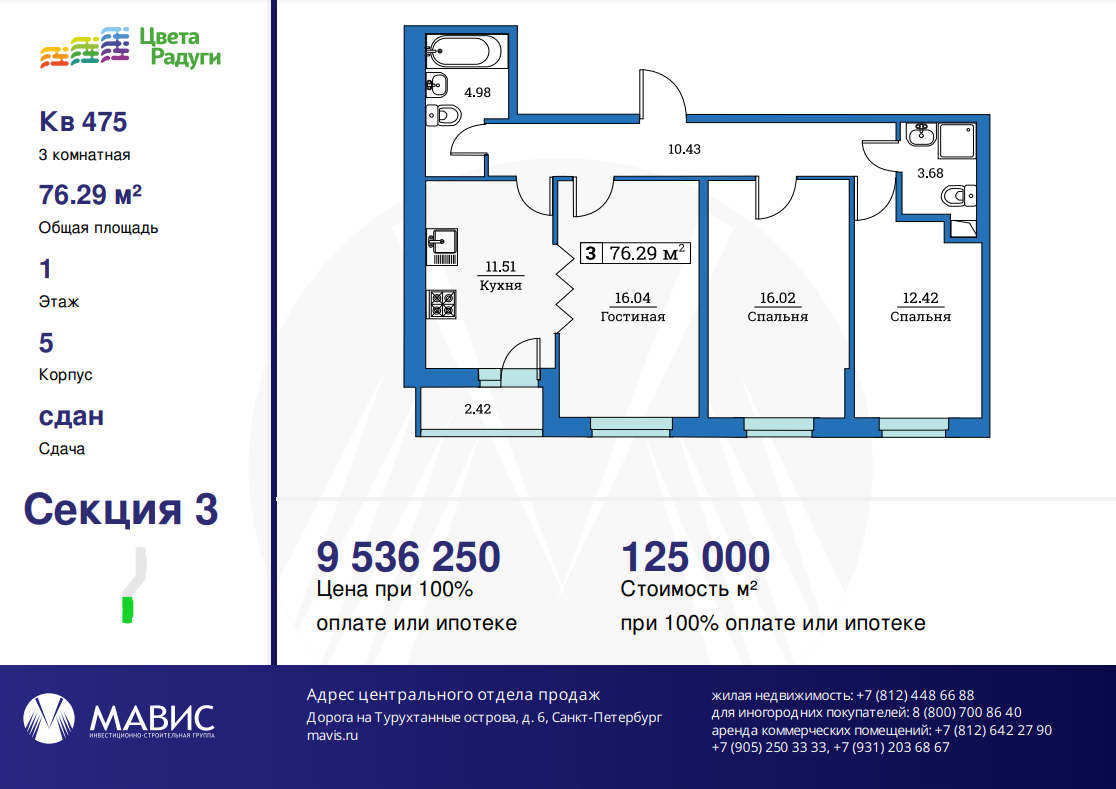 Цвета
Радуги
Кв 475
3 комнатная
76.29 м²
Общая площадь
1
Этаж
5
Корпус
сдан
Сдача
Секция 3
4.98
10.43
3.68
3 76.29 м²
11.51
Кухня
16.04
Гостиная
16.02
Спальня
12.42
Спальня
2.42
9 536 250
Цена при 100%
оплате или ипотеке
125 000
Стоимость м²
при 100% оплате или ипотеке
МАВИС
ИНВЕСТИЦИОННО-СТРОИТЕЛЬНАЯ ГРУППА
Адрес центрального отдела продаж
Дорога на Турухтанные острова, д. 6, Санкт-Петербург
mavis.ru
жилая недвижимость: +7 (812) 448 66 88
для иногородних покупателей: 8 (800) 700 86 40
аренда коммерческих помещений: +7 (812) 642 27 90
+7 (905) 250 33 33, +7 (931) 203 68 67